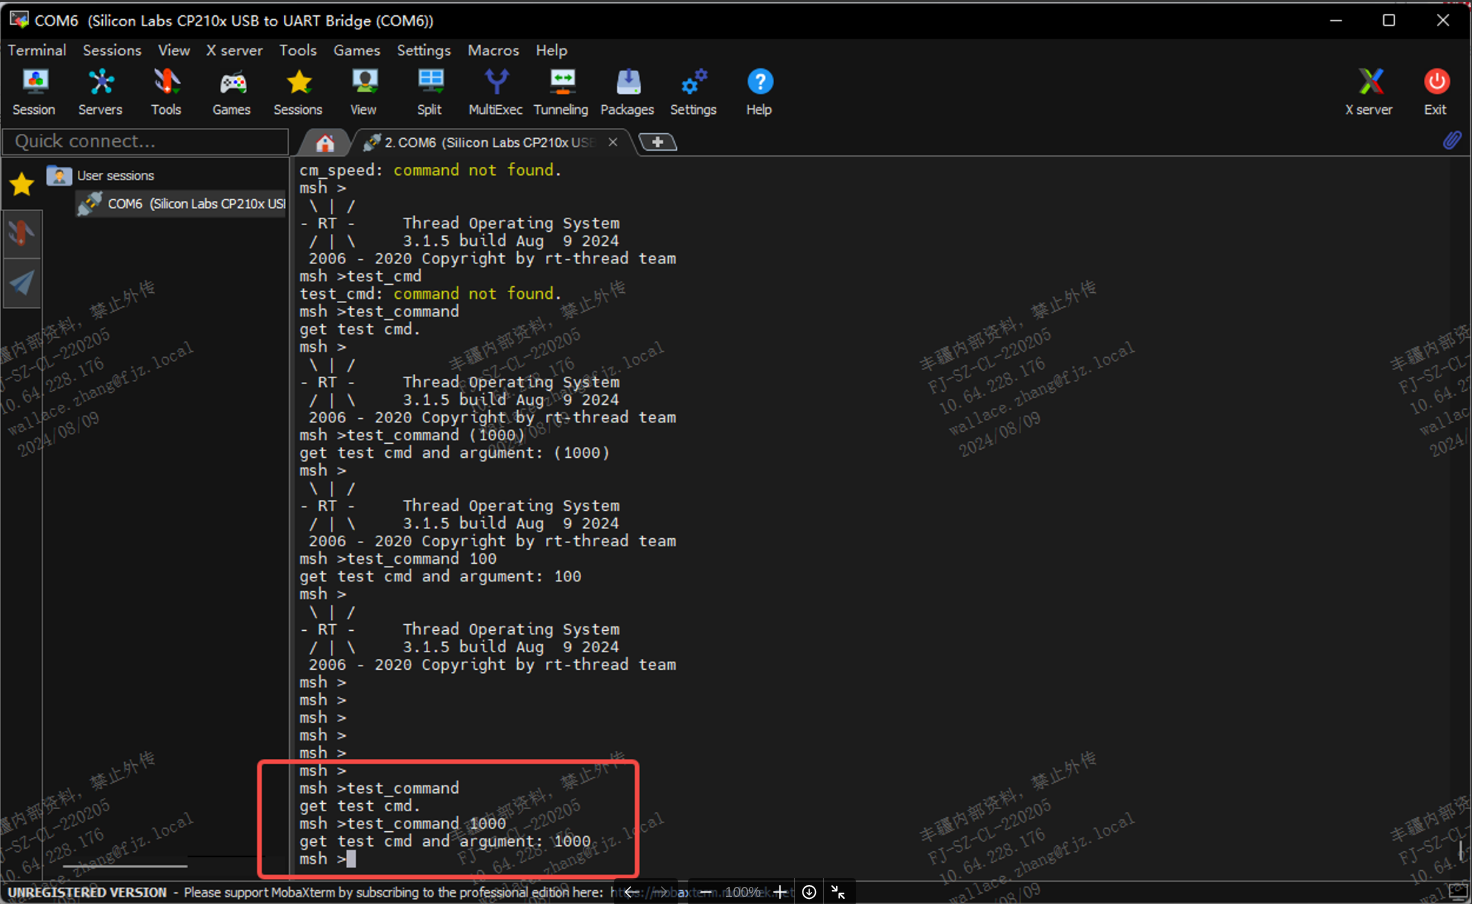 COM6  (Silicon Labs CP210x USB to UART Bridge (COM6))
Terminal Sessions View X server Tools Games Settings Macros Help
Session Servers Tools Games Sessions View Split MultiExec Tunneling Packages Settings Help X server Exit
Quick connect...
2. COM6  (Silicon Labs CP210x USB
User sessions
COM6  (Silicon Labs CP210x USB
cm_speed: command not found.
msh >
 \ | /
- RT -     Thread Operating System
 / | \     3.1.5 build Aug  9 2024
 2006 - 2020 Copyright by rt-thread team
msh >test_cmd
test_cmd: command not found.
msh >test_command
get test cmd.
msh >
 \ | /
- RT -     Thread Operating System
 / | \     3.1.5 build Aug  9 2024
 2006 - 2020 Copyright by rt-thread team
msh >test_command (1000)
get test cmd and argument: (1000)
msh >
 \ | /
- RT -     Thread Operating System
 / | \     3.1.5 build Aug  9 2024
 2006 - 2020 Copyright by rt-thread team
msh >test_command 100
get test cmd and argument: 100
msh >
 \ | /
- RT -     Thread Operating System
 / | \     3.1.5 build Aug  9 2024
 2006 - 2020 Copyright by rt-thread team
msh >
msh >
msh >
msh >
msh >
msh >
msh >test_command
get test cmd.
msh >test_command 1000
get test cmd and argument: 1000
msh >
丰疆内部资料，禁止外传
FJ-SZ-CL-220205
10.64.228.176
wallace.zhang@fjz.local
2024/08/09
UNREGISTERED VERSION  -  Please support MobaXterm by subscribing to the professional edition here:
100%